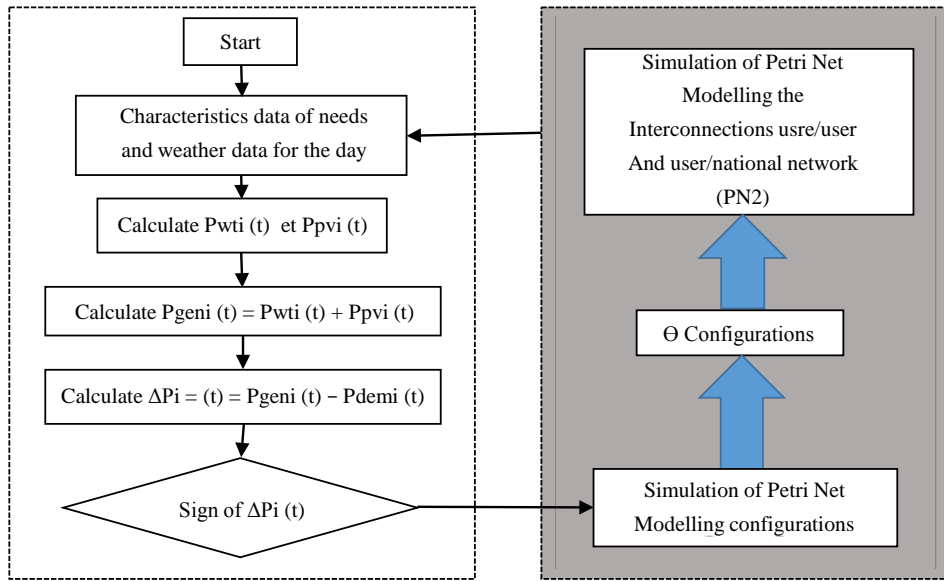 Start
Characteristics data of needs
and weather data for the day
Calculate Pwti (t) et Ppvi (t)
Calculate Pgeni (t) = Pwti (t) + Ppvi (t)
Calculate ΔPi = (t) = Pgeni (t) − Pdemi (t)
Sign of ΔPi (t)
Simulation of Petri Net
Modelling the
Interconnections usre/user
And user/national network
(PN2)
Ɵ Configurations
Simulation of Petri Net
Modelling configurations